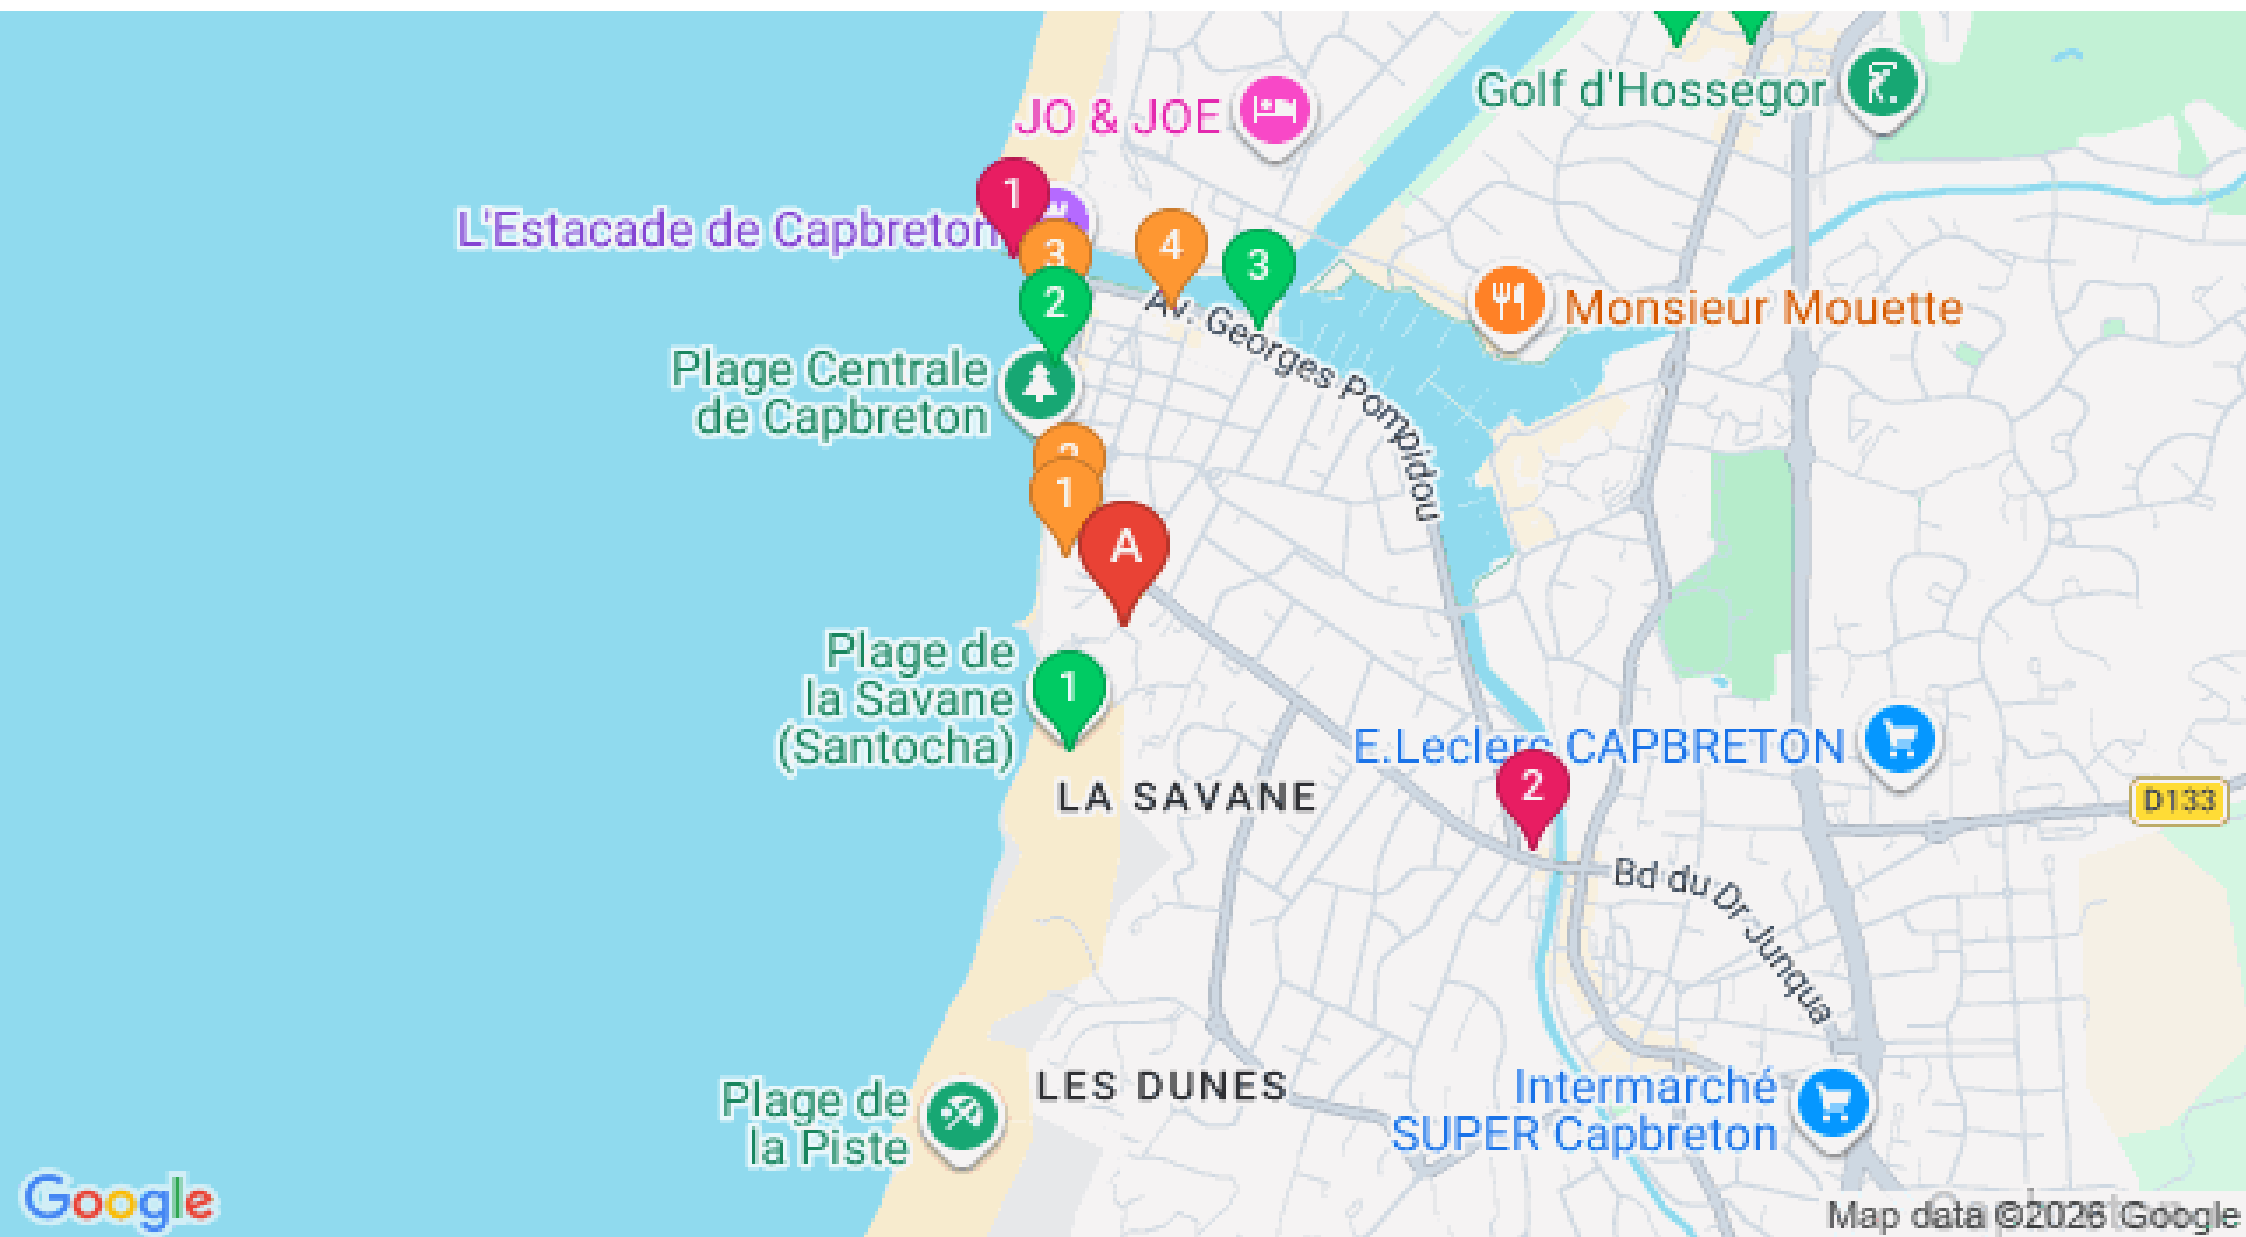 Golf d'Hossegor
JO & JOE
1
L'Estacade de Capbreton
3
4
3
2
Av. Georges Pompidou
Monsieur Mouette
Plage Centrale
de Capbreton
1
A
Plage de
la Savane
(Santocha)
1
E.Leclerc CAPBRETON
2
LA SAVANE
D133
Bd du Dr Junqua
Plage de
la Piste
LES DUNES
Intermarché
SUPER Capbreton
Google
Map data ©2026 Google